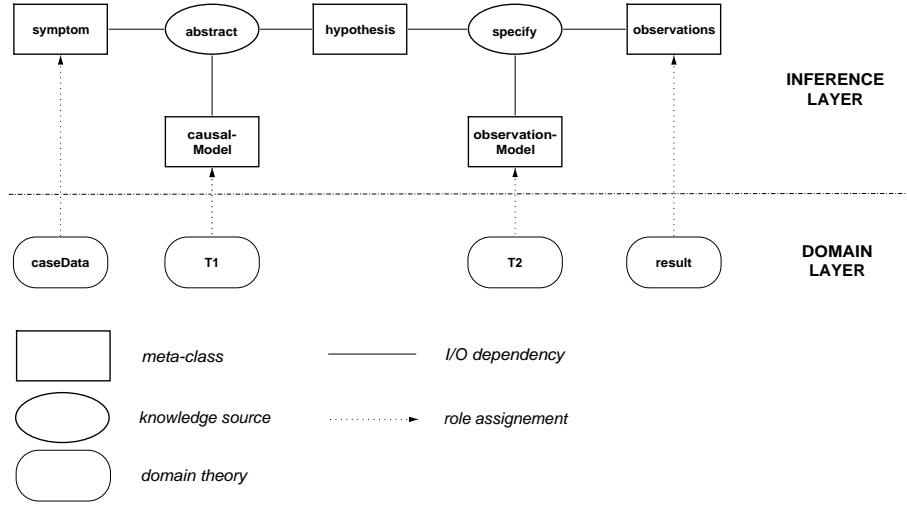 symptom
abstract
hypothesis
specify
observations
INFERENCE
LAYER
causal-
Model
observation-
Model
caseData
T1
T2
result
DOMAIN
LAYER
meta-class
I/O dependency
knowledge source
role assignement
domain theory